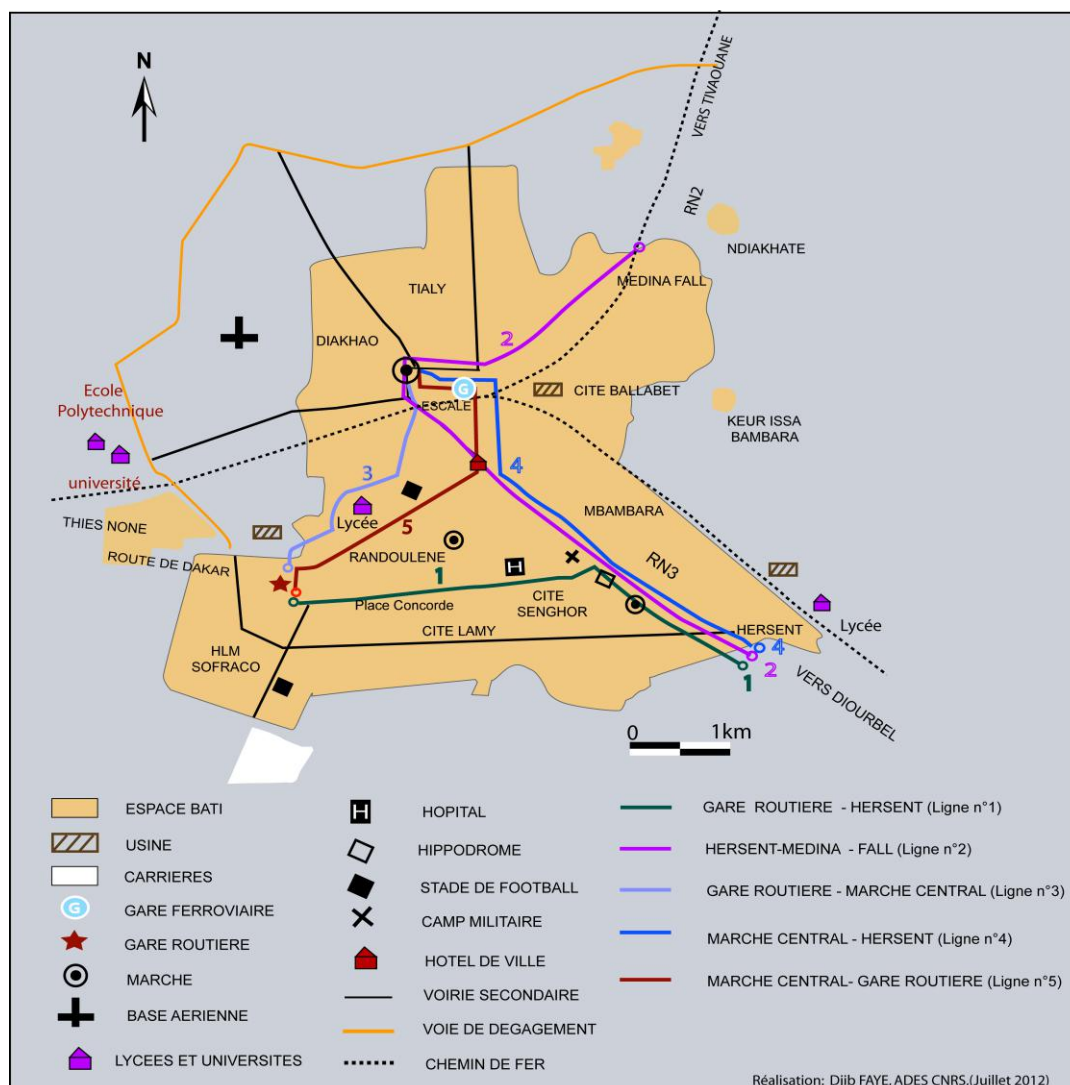 N
VERS TIVAOUANE
RN2
NDIAKHATE
MEDINA FALL
TIALY
2
DIAKHAO
Ecole
Polytechnique
G
CITE BALLABET
ESCALE
KEUR ISSA
BAMBARA
université
3
4
MBAMBARA
THIES NONE
Lycée
5
ROUTE DE DAKAR
RANDOULENE
1
H
RN3
Place Concorde
CITE
SENGHOR
Lycée
CITE LAMY
HERSENT
HLM
SOFRACO
4
2
1
VERS DIOURBEL
0 1km
ESPACE BATI
USINE
CARRIERES
G GARE FERROVIAIRE
GARE ROUTIERE
MARCHE
BASE AERIENNE
LYCEES ET UNIVERSITES
H HOPITAL
HIPPODROME
STADE DE FOOTBALL
CAMP MILITAIRE
HOTEL DE VILLE
VOIRIE SECONDAIRE
VOIE DE DEGAGEMENT
CHEMIN DE FER
GARE ROUTIERE - HERSENT (Ligne n°1)
HERSENT-MEDINA - FALL (Ligne n°2)
GARE ROUTIERE - MARCHE CENTRAL (Ligne n°3)
MARCHE CENTRAL - HERSENT (Ligne n°4)
MARCHE CENTRAL- GARE ROUTIERE (Ligne n°5)
Réalisation: Djib FAYE, ADES CNRS,(Juillet 2012)